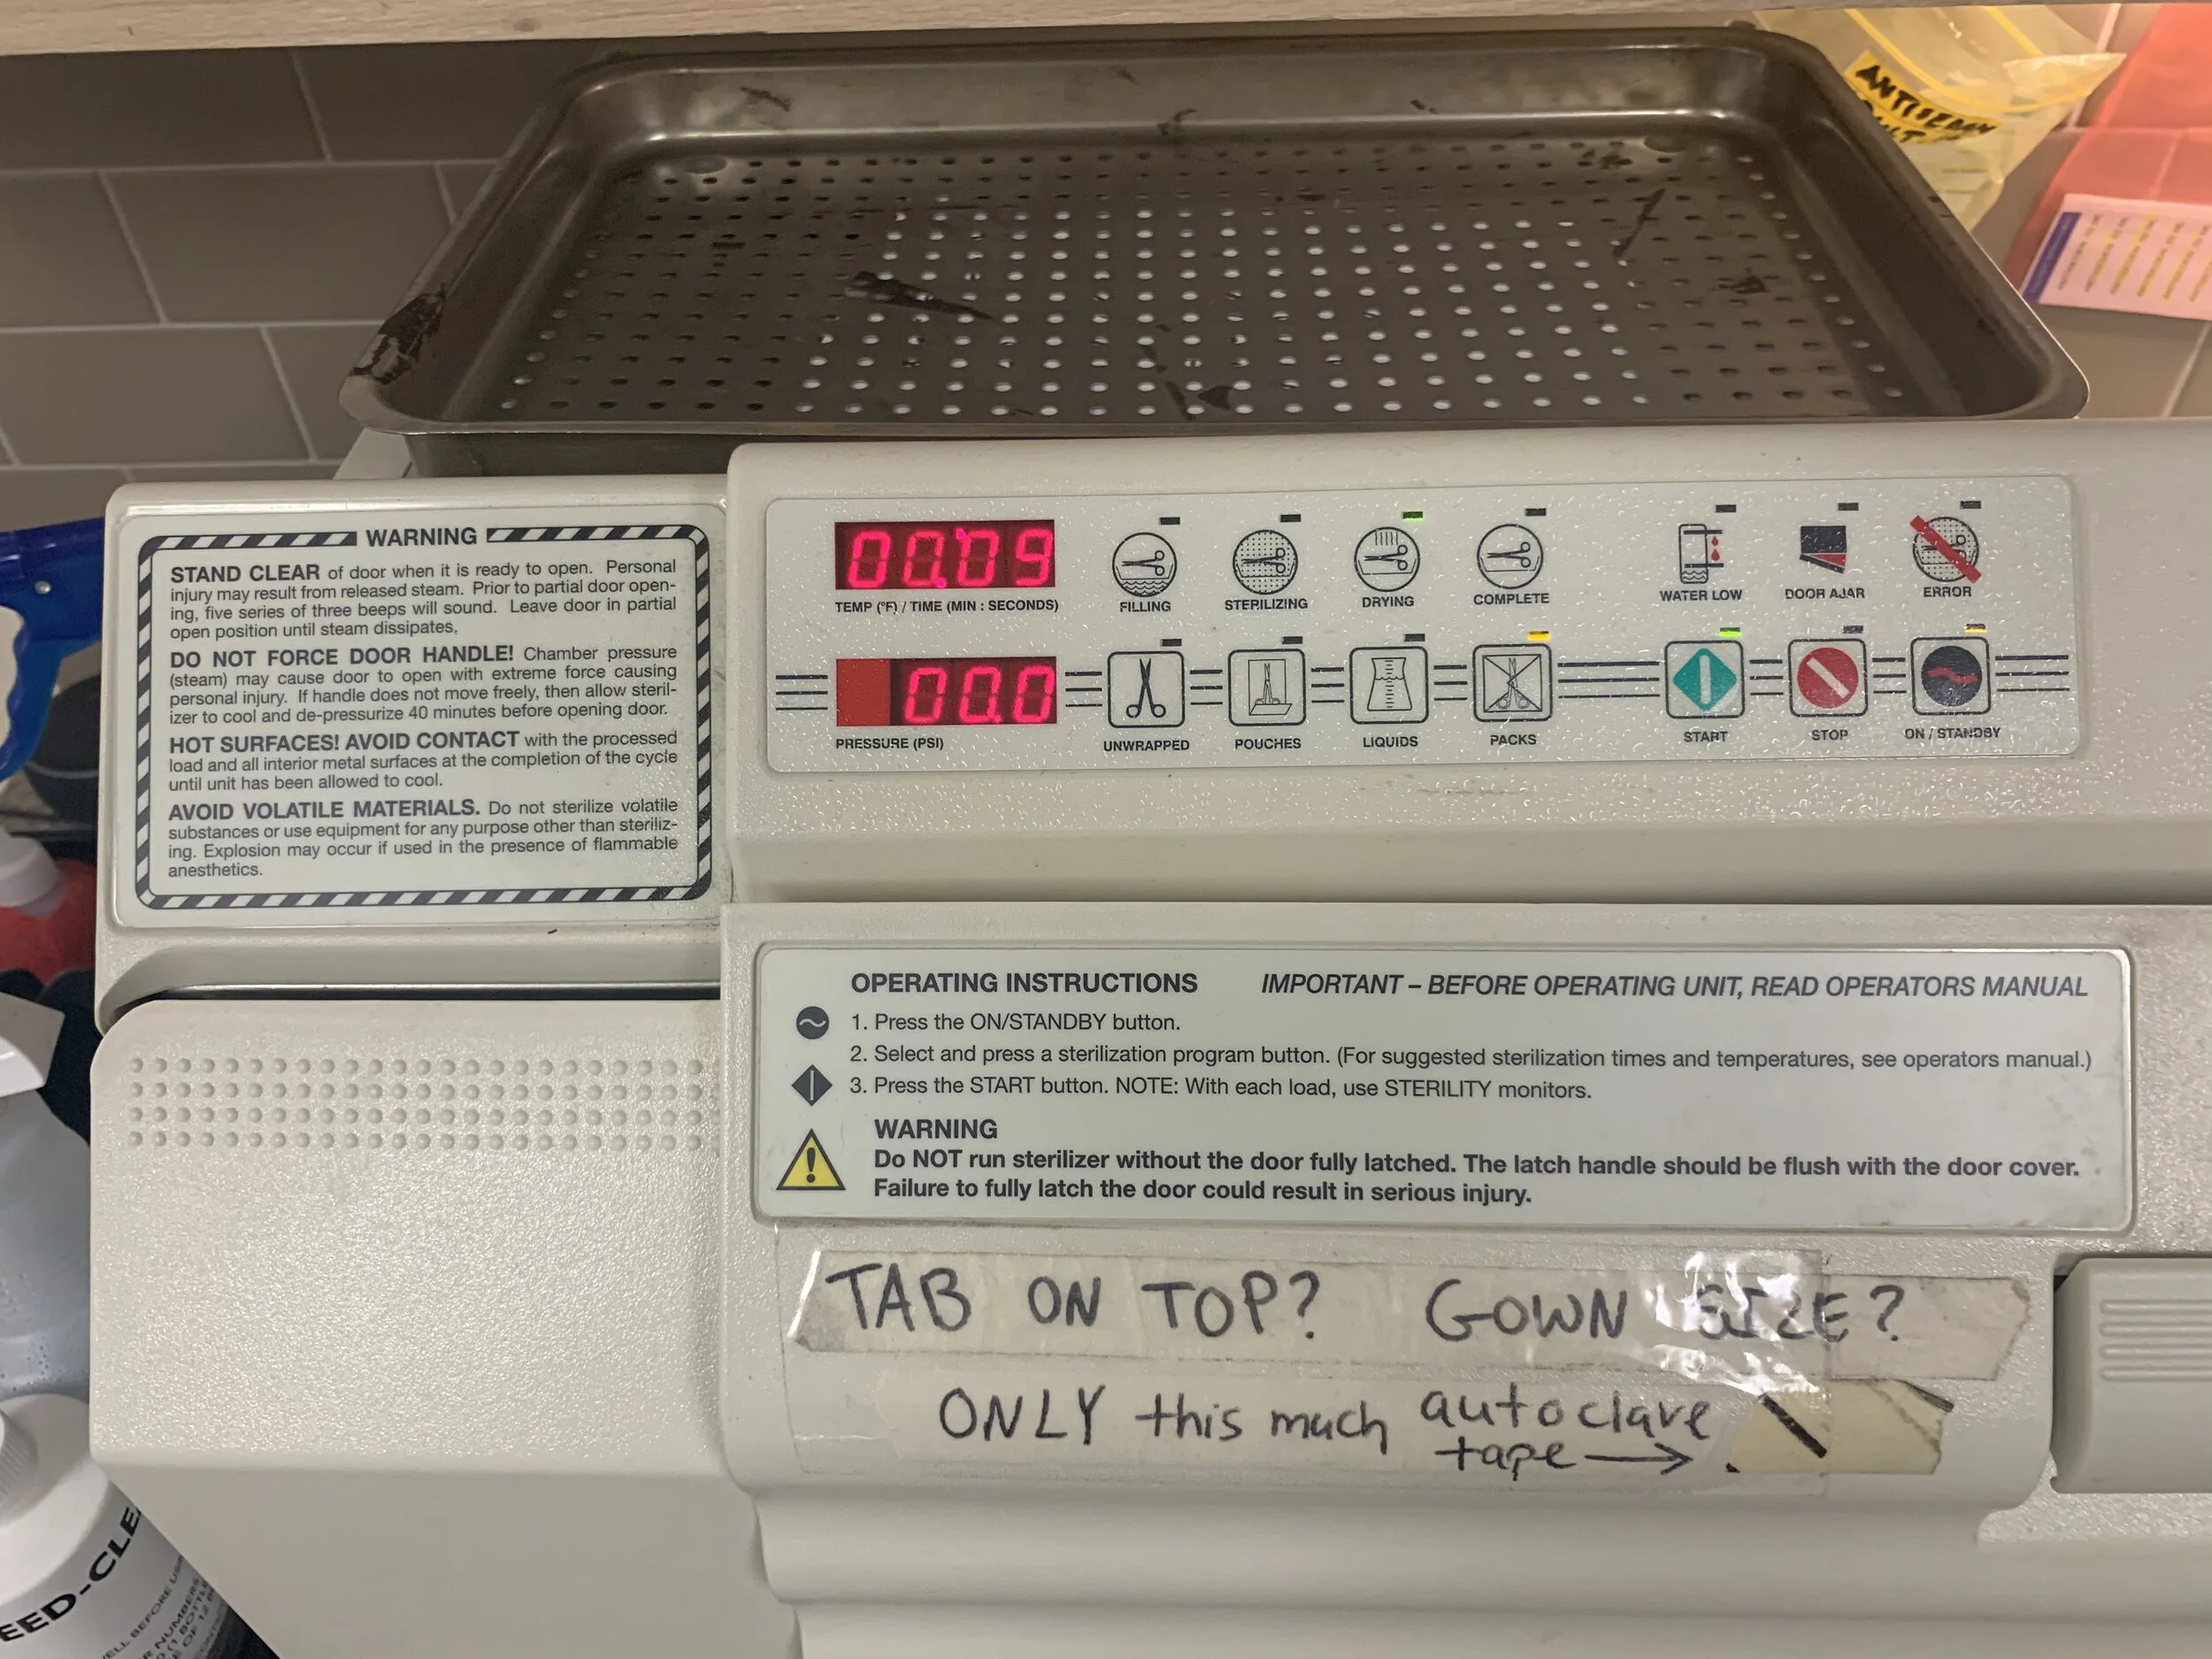 ANTISEDAN
WARNING
STAND CLEAR of door when it is ready to open. Personal
injury may result from released steam. Prior to partial door open-
ing, five series of three beeps will sound. Leave door in partial
open position until steam dissipates.
DO NOT FORCE DOOR HANDLE! Chamber pressure
(steam) may cause door to open with extreme force causing
personal injury. If handle does not move freely, then allow steril-
izer to cool and de-pressurize 40 minutes before opening door.
HOT SURFACES! AVOID CONTACT with the processed
load and all interior metal surfaces at the completion of the cycle
until unit has been allowed to cool.
AVOID VOLATILE MATERIALS. Do not sterilize volatile
substances or use equipment for any purpose other than steriliz-
ing. Explosion may occur if used in the presence of flammable
anesthetics.
00:09
TEMP (°F) / TIME (MIN : SECONDS)
FILLING
STERILIZING
DRYING
COMPLETE
WATER LOW
DOOR AJAR
ERROR
00.0
PRESSURE (PSI)
UNWRAPPED
POUCHES
LIQUIDS
PACKS
START
STOP
ON / STANDBY
OPERATING INSTRUCTIONS IMPORTANT – BEFORE OPERATING UNIT, READ OPERATORS MANUAL
1. Press the ON/STANDBY button.
2. Select and press a sterilization program button. (For suggested sterilization times and temperatures, see operators manual.)
3. Press the START button. NOTE: With each load, use STERILITY monitors.
WARNING
Do NOT run sterilizer without the door fully latched. The latch handle should be flush with the door cover.
Failure to fully latch the door could result in serious injury.
TAB ON TOP? GOWN SIZE?
ONLY this much autoclave
tape →
EED-CLEA
ELL BEFORE USI
R NUMBERS
(1 BOTTLE
OF 12 B